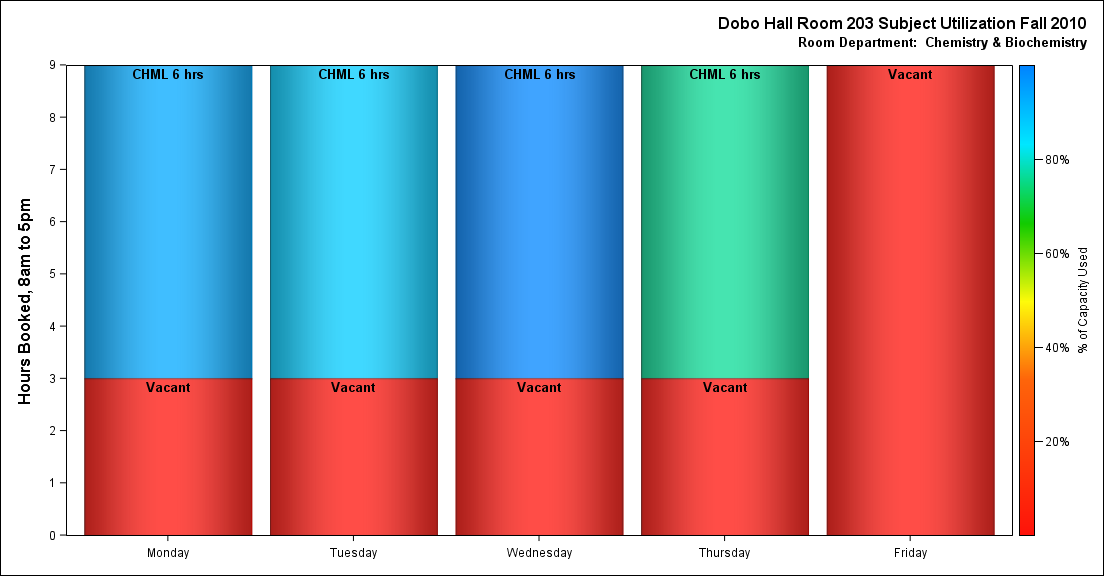 Dobo Hall Room 203 Subject Utilization Fall 2010
Room Department:  Chemistry & Biochemistry
Hours Booked, 8am to 5pm
9
8
7
6
5
4
3
2
1
0
CHML 6 hrs
CHML 6 hrs
CHML 6 hrs
CHML 6 hrs
Vacant
Vacant
Vacant
Vacant
Vacant
Monday
Tuesday
Wednesday
Thursday
Friday
80%
60%
40%
20%
% of Capacity Used